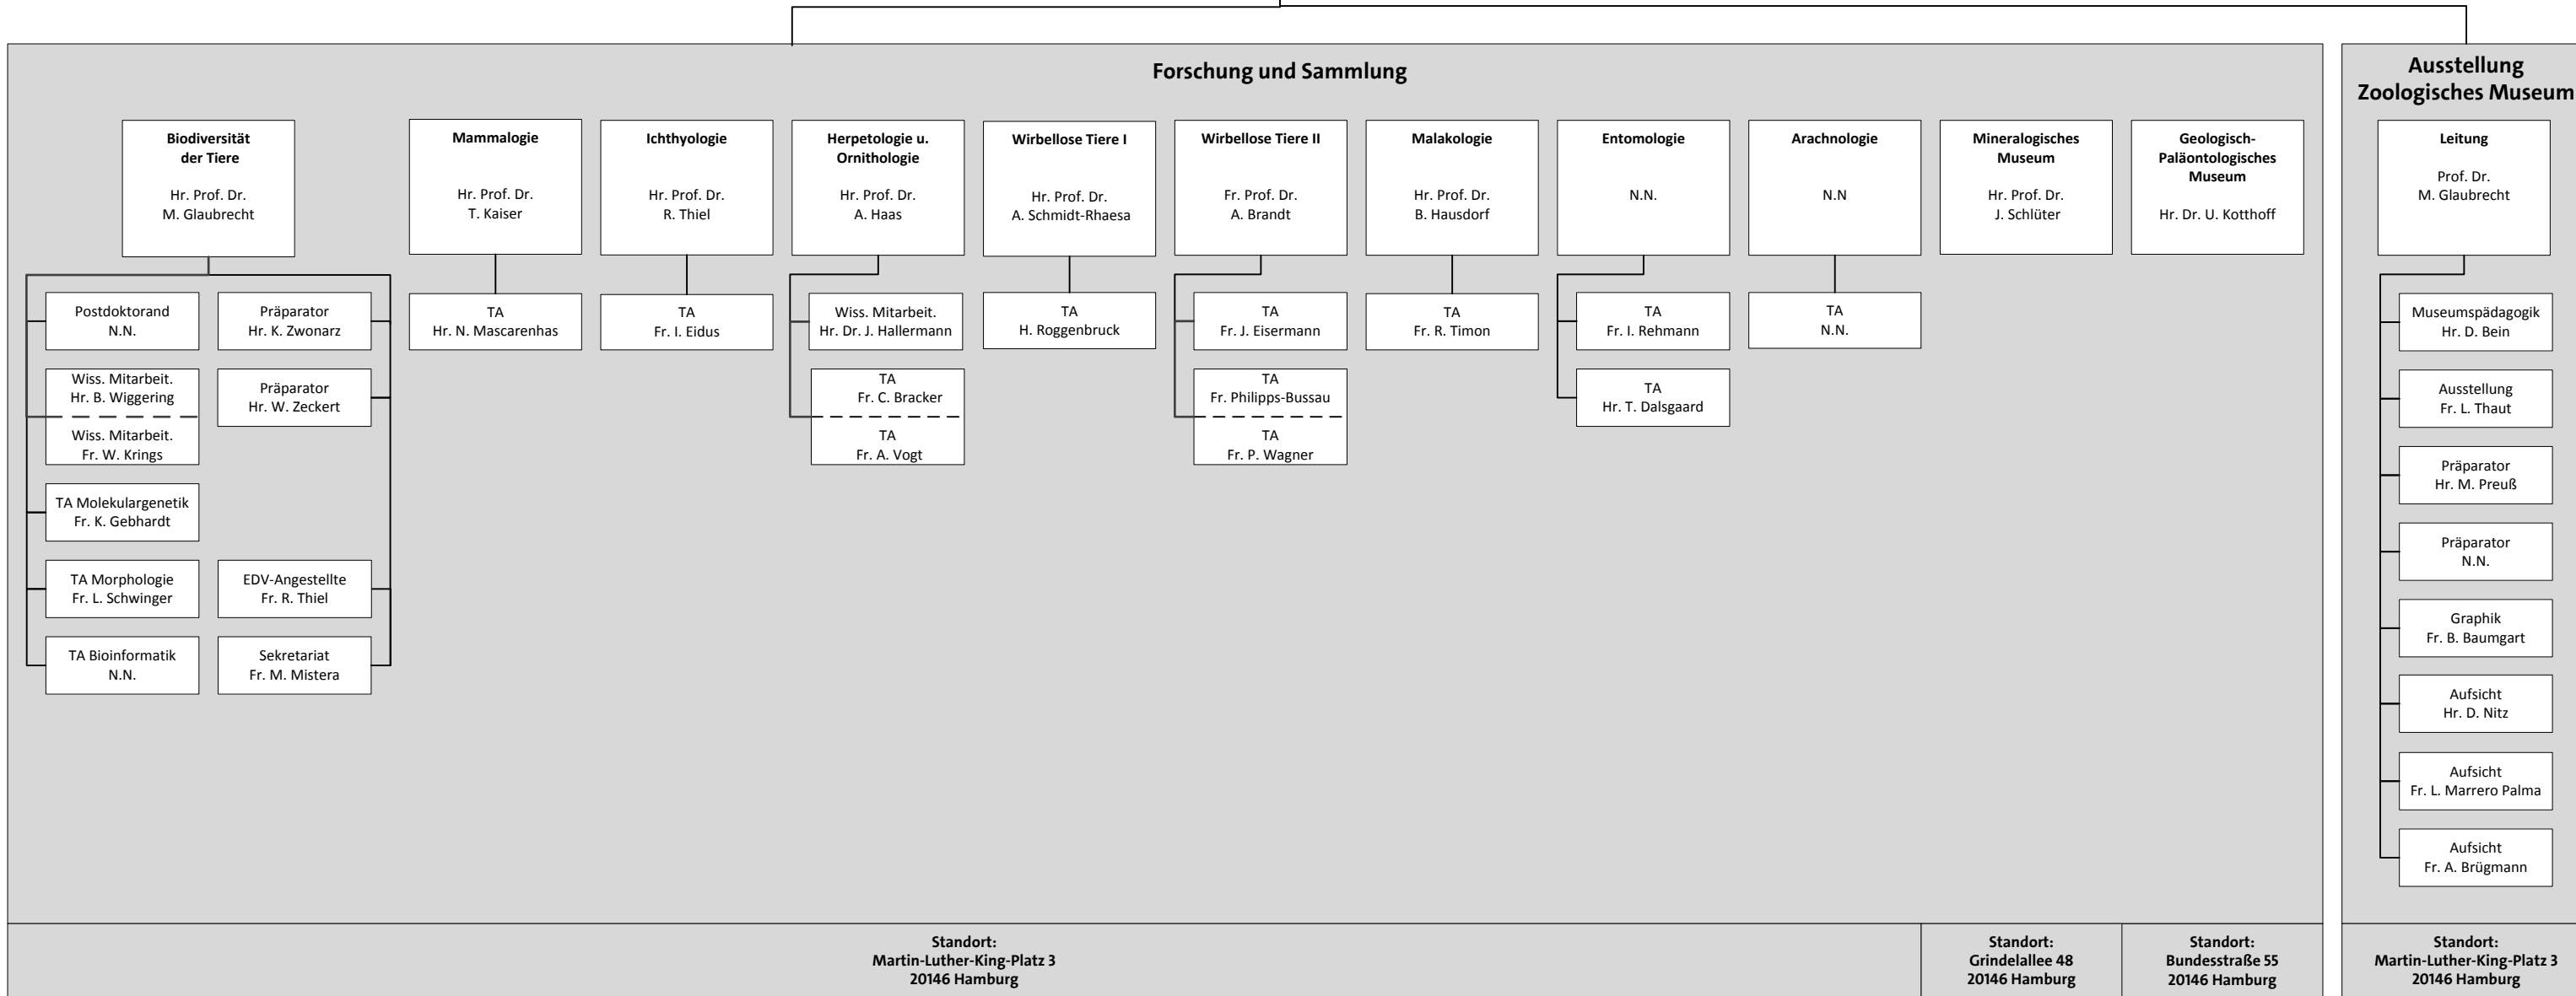 Forschung und Sammlung
Biodiversität
der Tiere
Hr. Prof. Dr.
M. Glaubrecht
Postdoktorand
N.N.
Wiss. Mitarbeit.
Hr. B. Wiggering
Wiss. Mitarbeit.
Fr. W. Krings
TA Molekulargenetik
Fr. K. Gebhardt
TA Morphologie
Fr. L. Schwinger
TA Bioinformatik
N.N.
Präparator
Hr. K. Zwonarz
Präparator
Hr. W. Zeckert
EDV-Angestellte
Fr. R. Thiel
Sekretariat
Fr. M. Mistera
Mammalogie
Hr. Prof. Dr.
T. Kaiser
TA
Hr. N. Mascarenhas
Ichthyologie
Hr. Prof. Dr.
R. Thiel
TA
Fr. I. Eidus
Herpetologie u.
Ornithologie
Hr. Prof. Dr.
A. Haas
Wiss. Mitarbeit.
Hr. Dr. J. Hallermann
TA
Fr. C. Bracker
TA
Fr. A. Vogt
Wirbellose Tiere I
Hr. Prof. Dr.
A. Schmidt-Rhaesa
TA
H. Roggenbruck
Wirbellose Tiere II
Fr. Prof. Dr.
A. Brandt
TA
Fr. J. Eisermann
TA
Fr. Philipps-Bussau
TA
Fr. P. Wagner
Malakologie
Hr. Prof. Dr.
B. Hausdorf
TA
Fr. R. Timon
Entomologie
N.N.
TA
Fr. I. Rehmann
TA
Hr. T. Dalsgaard
Arachnologie
N.N
TA
N.N.
Mineralogisches
Museum
Hr. Prof. Dr.
J. Schlüter
Geologisch-
Paläontologisches
Museum
Hr. Dr. U. Kotthoff
Standort:
Martin-Luther-King-Platz 3
20146 Hamburg
Standort:
Grindelallee 48
20146 Hamburg
Standort:
Bundesstraße 55
20146 Hamburg
Ausstellung
Zoologisches Museum
Leitung
Prof. Dr.
M. Glaubrecht
Museumspädagogik
Hr. D. Bein
Ausstellung
Fr. L. Thaut
Präparator
Hr. M. Preuß
Präparator
N.N.
Graphik
Fr. B. Baumgart
Aufsicht
Hr. D. Nitz
Aufsicht
Fr. L. Marrero Palma
Aufsicht
Fr. A. Brügmann
Standort:
Martin-Luther-King-Platz 3
20146 Hamburg